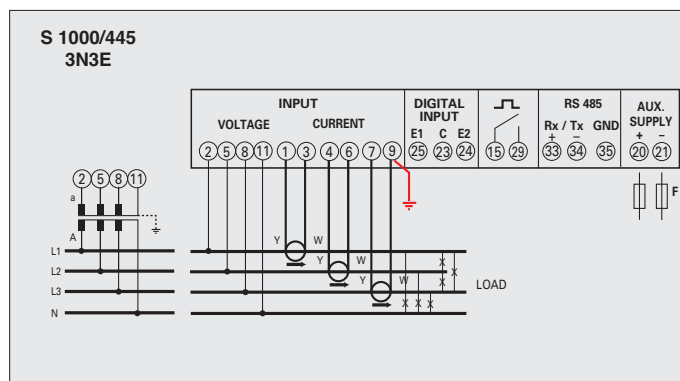 S 1000/445
3N3E
INPUT
VOLTAGE CURRENT
2 5 8 11 1 3 4 6 7 9
DIGITAL
INPUT
E1 C E2
25 23 24
15 29
RS 485
Rx / Tx GND
+ –
33 34 35
AUX.
SUPPLY
+ –
20 21
F
2 5 8 11
a
A
L1
L2
L3
N
Y W
Y W
Y W
X X
X
X X X
LOAD